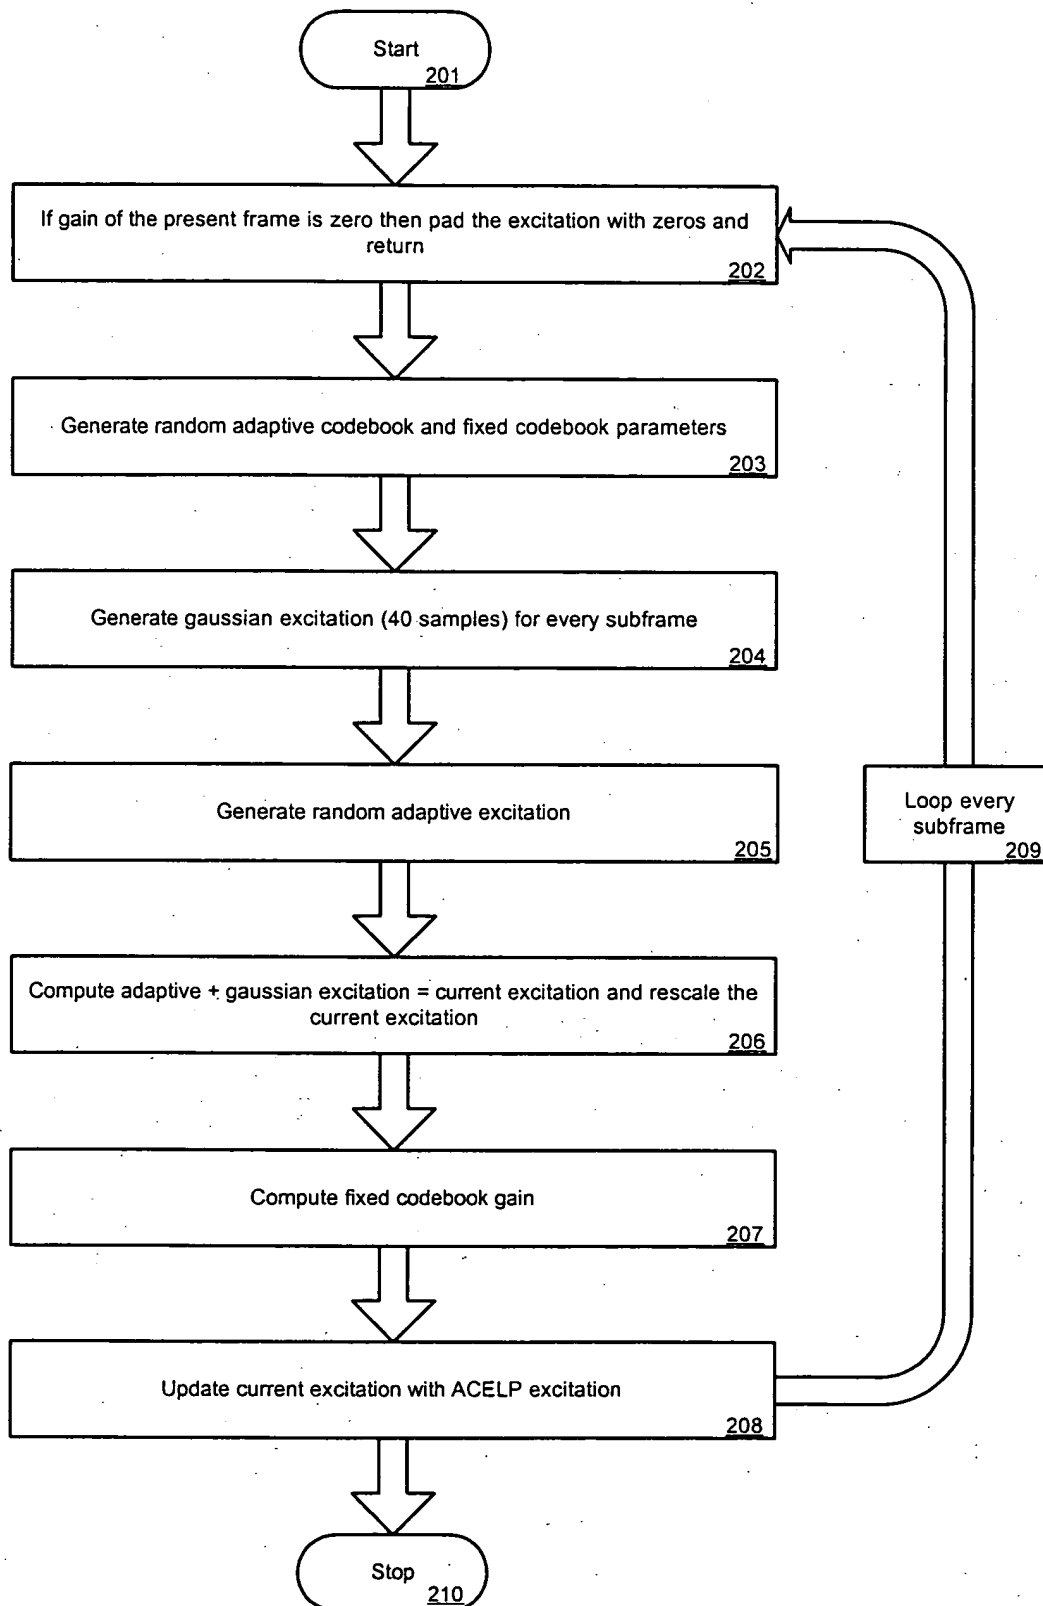 Start
201
If gain of the present frame is zero then pad the excitation with zeros and
return
202
Generate random adaptive codebook and fixed codebook parameters
203
Generate gaussian excitation (40 samples) for every subframe
204
Generate random adaptive excitation
205
Loop every
subframe
209
Compute adaptive + gaussian excitation = current excitation and rescale the
current excitation
206
Compute fixed codebook gain
207
Update current excitation with ACELP excitation
208
Stop
210